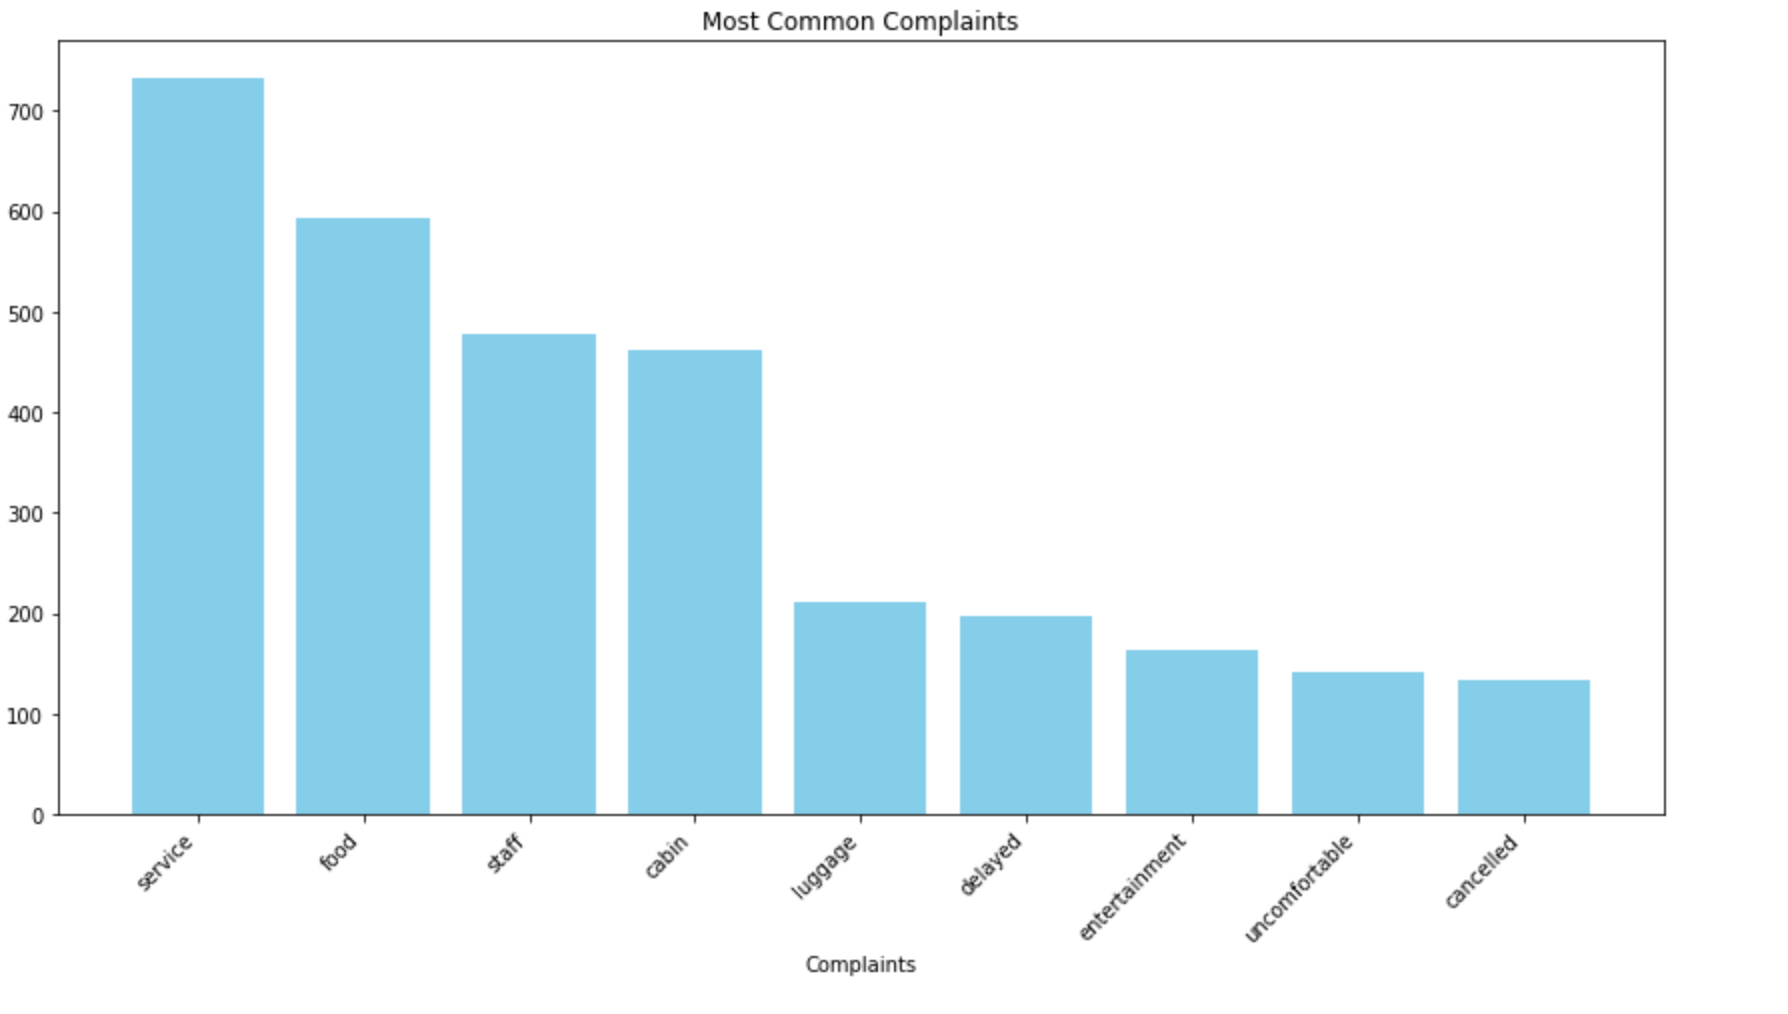 Most Common Complaints
700
600
500
400
300
200
100
0
service
food
staff
cabin
luggage
delayed
entertainment
uncomfortable
cancelled
Complaints